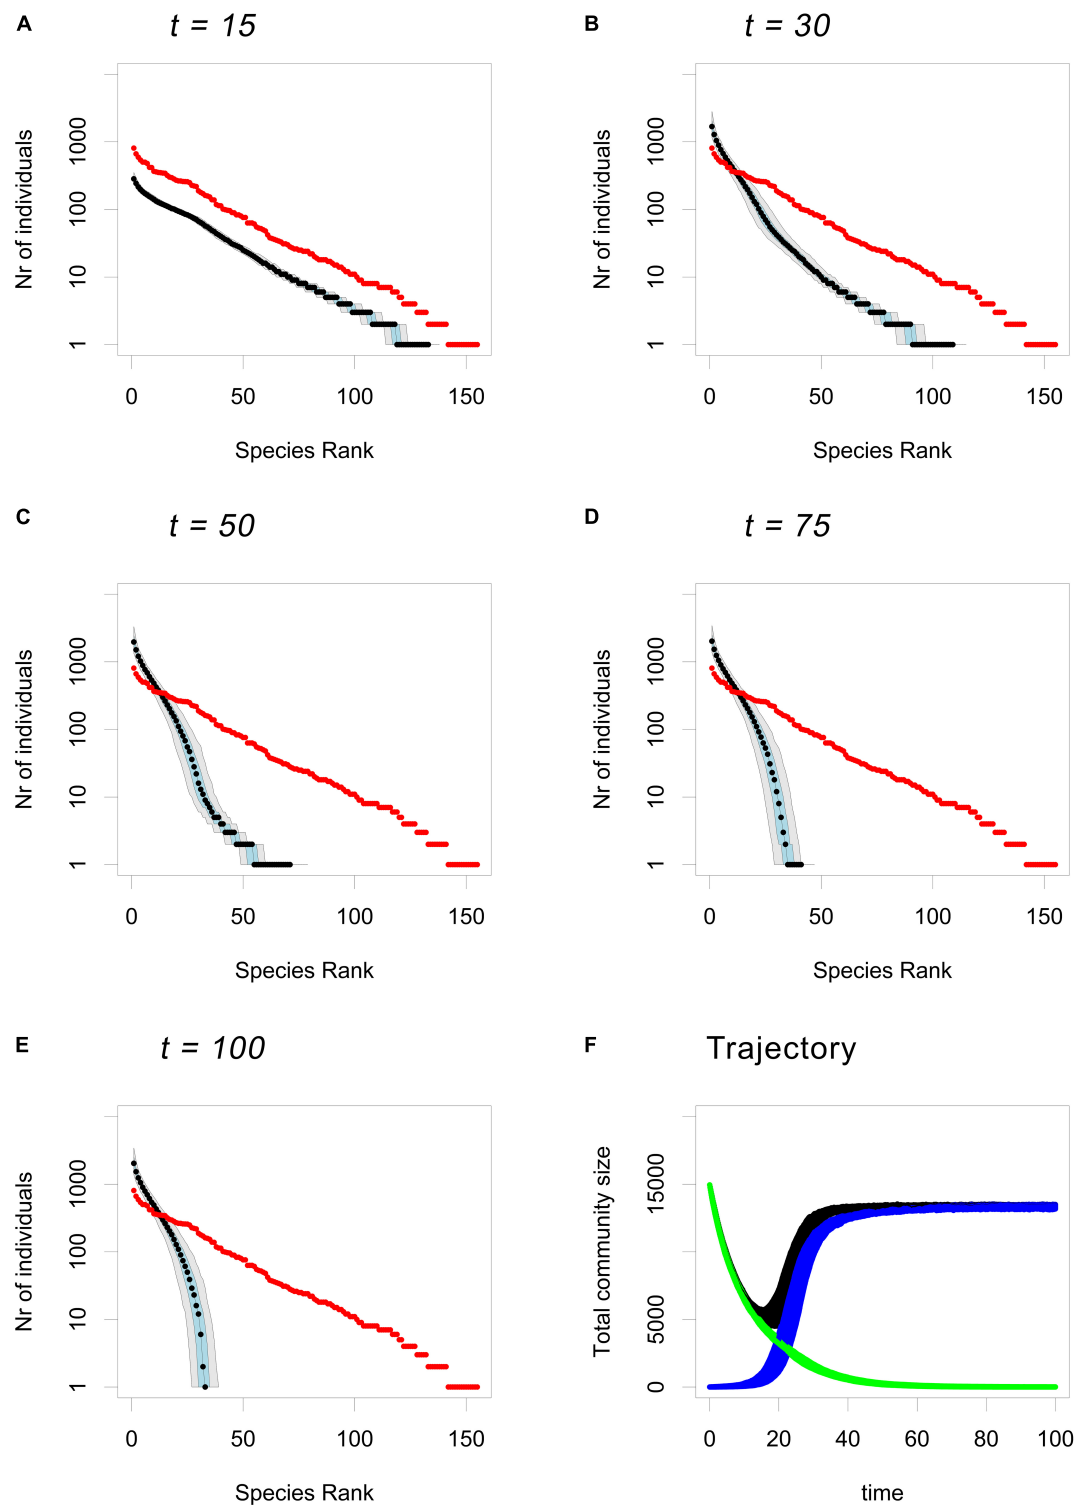 A
t = 15
Nr of individuals
1 10 100 1000
0 50 100 150
Species Rank
B
t = 30
Nr of individuals
1 10 100 1000
0 50 100 150
Species Rank
C
t = 50
Nr of individuals
1 10 100 1000
0 50 100 150
Species Rank
D
t = 75
Nr of individuals
1 10 100 1000
0 50 100 150
Species Rank
E
t = 100
Nr of individuals
1 10 100 1000
0 50 100 150
Species Rank
F
Trajectory
Total community size
0 5000 15000
0 20 40 60 80 100
time